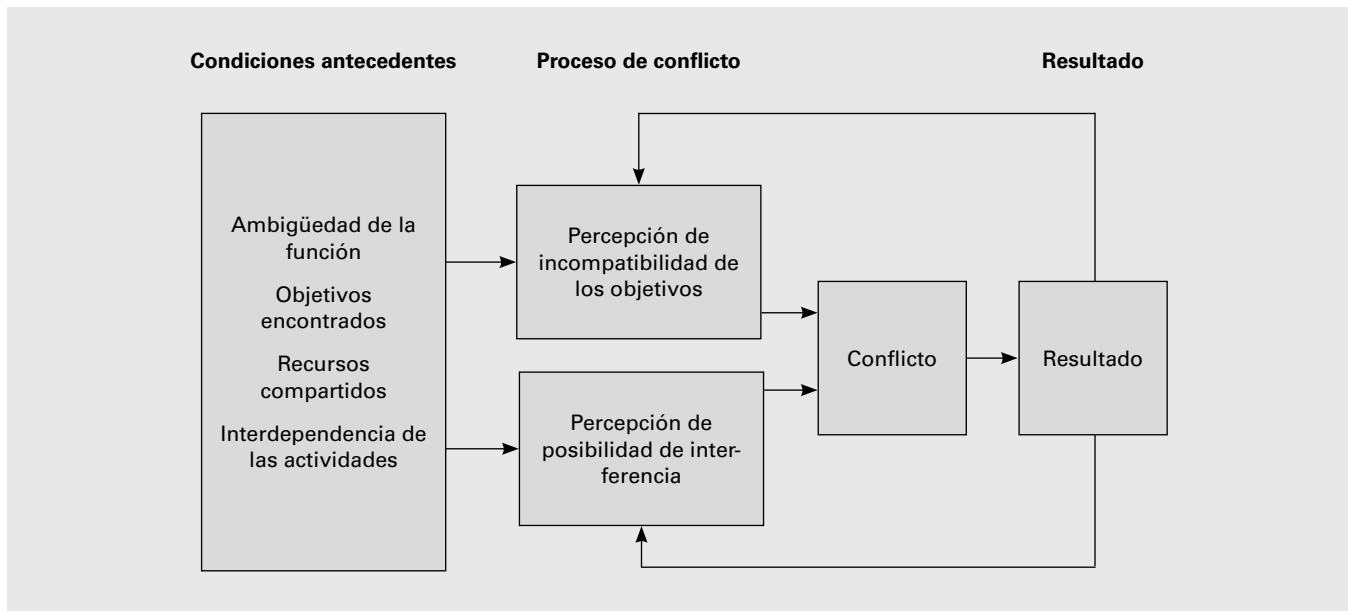 Condiciones antecedentes
Proceso de conflicto
Resultado
Ambigüedad de la
función
Objetivos
encontrados
Recursos
compartidos
Interdependencia de
las actividades
Percepción de
incompatibilidad de
los objetivos
Percepción de
posibilidad de inter-
ferencia
Conflicto
Resultado